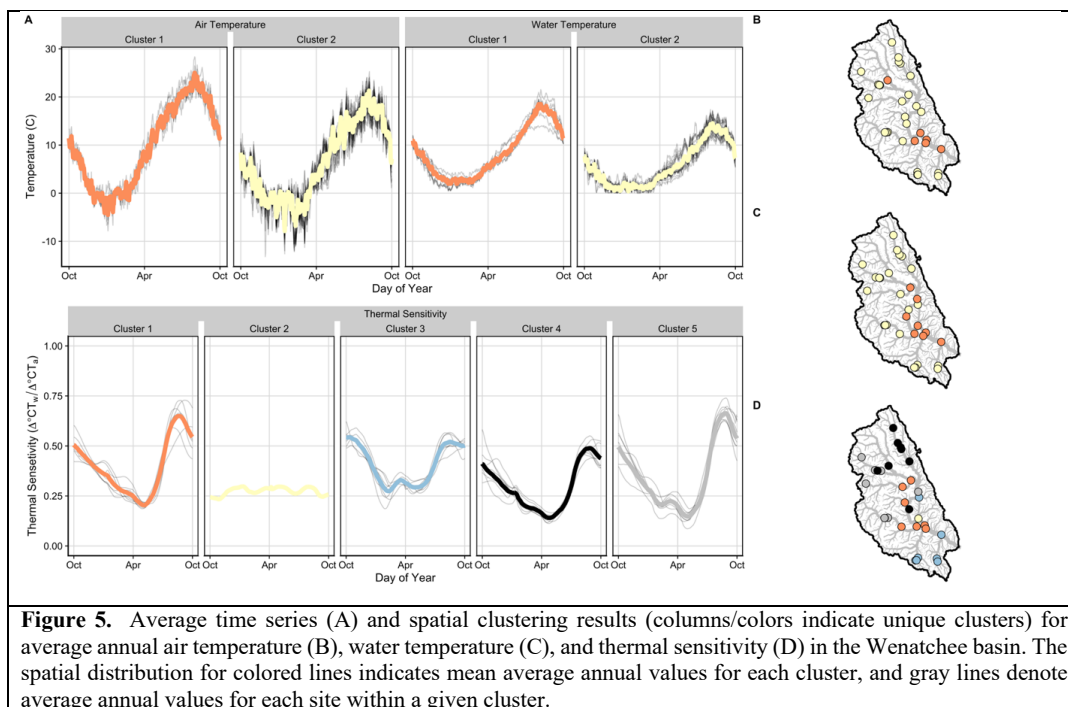 A
Air Temperature
Water Temperature
Cluster 1
Cluster 2
Cluster 1
Cluster 2
Temperature (C)
30
20
10
0
-10
Oct
Apr
Oct
Oct
Apr
Oct
Oct
Apr
Oct
Oct
Apr
Oct
Day of Year
Thermal Sensitivity
Cluster 1
Cluster 2
Cluster 3
Cluster 4
Cluster 5
Thermal Sensetivity (Δ°CTw/Δ°CTa)
1.00
0.75
0.50
0.25
0.00
Oct
Apr
Oct
Oct
Apr
Oct
Oct
Apr
Oct
Oct
Apr
Oct
Oct
Apr
Oct
Day of Year
B
C
D
Figure 5. Average time series (A) and spatial clustering results (columns/colors indicate unique clusters) for
average annual air temperature (B), water temperature (C), and thermal sensitivity (D) in the Wenatchee basin. The
spatial distribution for colored lines indicates mean average annual values for each cluster, and gray lines denote
average annual values for each site within a given cluster.